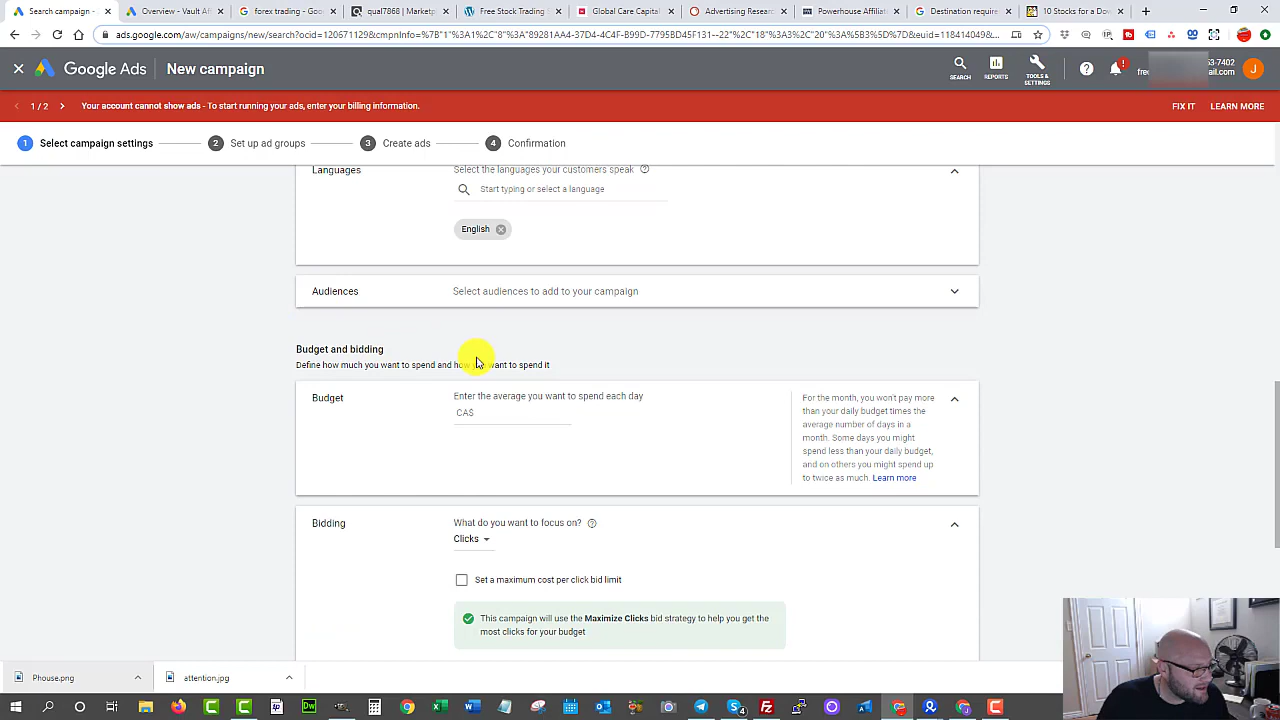 Search campaign -
Overview - Vault Af
forex trading - Goo
qual7868 | Marketp
Free Stock Trading
Global Care Capital
Advertising Resear
Powerhouse Affiliat
Destination require
10 Stocks for a Dov
Google Ads
New campaign
SEARCH
REPORTS
TOOLS &
SETTINGS
53-7402
J
1 / 2
Your account cannot show ads - To start running your ads, enter your billing information.
FIX IT
LEARN MORE
1 Select campaign settings
2 Set up ad groups
3 Create ads
4 Confirmation
Languages
Select the languages your customers speak
Start typing or select a language
English
Audiences
Select audiences to add to your campaign
Budget and bidding
Define how much you want to spend and how you want to spend it
Budget
Enter the average you want to spend each day
CA$
For the month, you won't pay more
than your daily budget times the
average number of days in a
month. Some days you might
spend less than your daily budget,
and on others you might spend up
to twice as much. Learn more
Bidding
What do you want to focus on?
Clicks
Set a maximum cost per click bid limit
This campaign will use the Maximize Clicks bid strategy to help you get the
most clicks for your budget
Phouse.png
attention.jpg